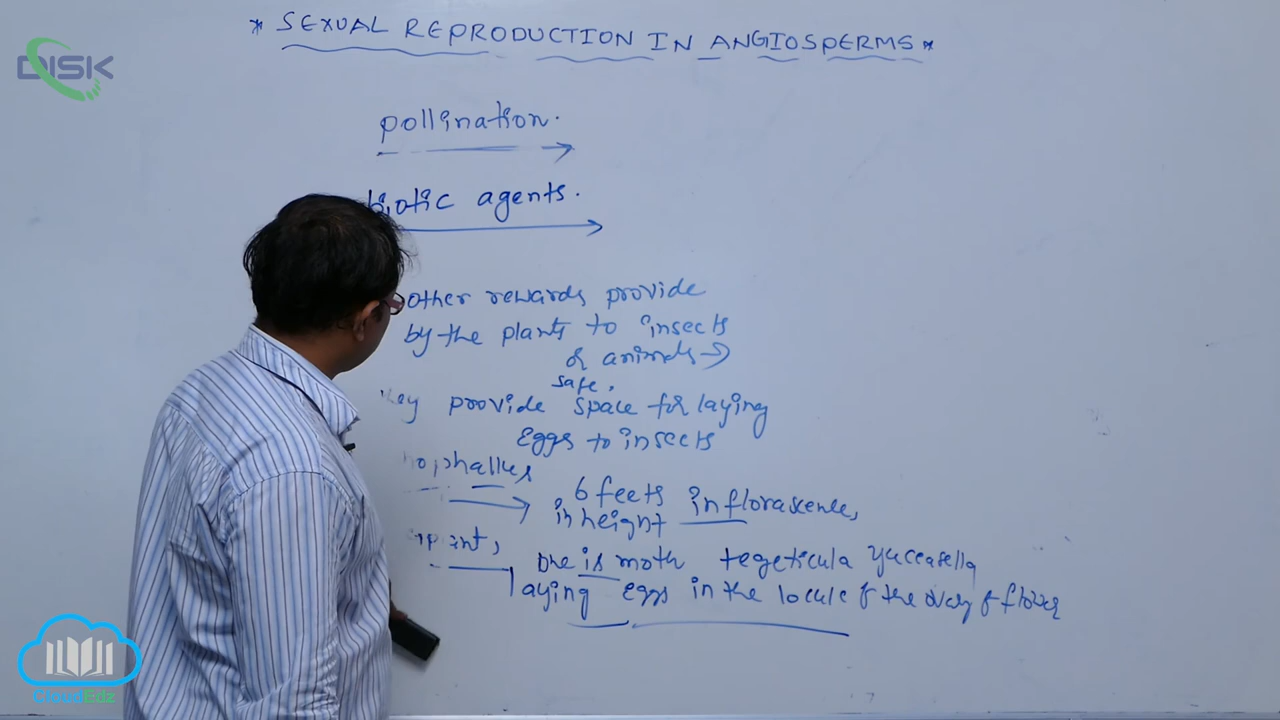 * SEXUAL REPRODUCTION IN ANGIOSPERMS *
DISK
pollination.
biotic agents.
other rewards provide
by the plants to insects
& animals →
safe.
provide space for laying
Eggs to insects
6 feets inflorascence,
in height
one is moth tegeticula yuccasella
laying eggs in the locule of the ovary of flower
CloudEdz